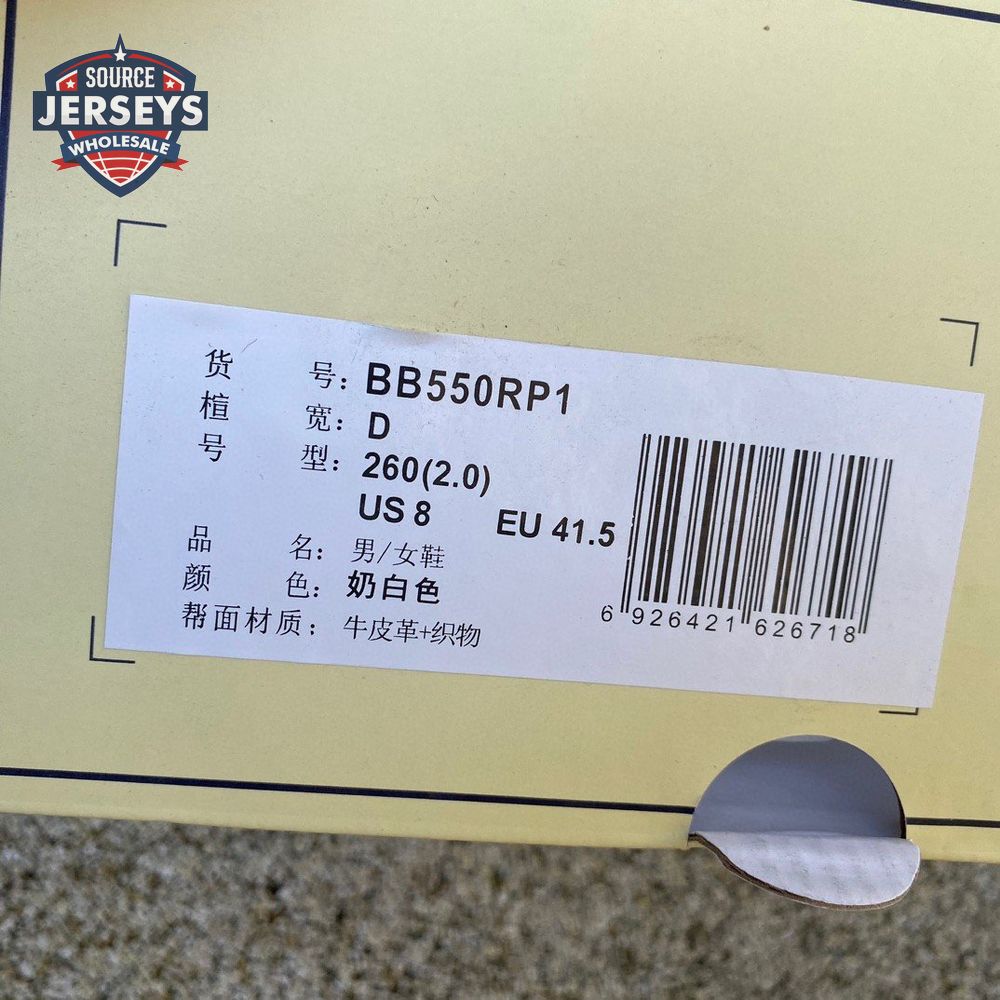 SOURCE
JERSEYS
WHOLESALE
货 号: BB550RP1
楦 宽: D
号 型: 260(2.0)
US 8 EU 41.5
品 名: 男/女鞋
颜 色: 奶白色
帮面材质: 牛皮革+织物
6 926421 626718